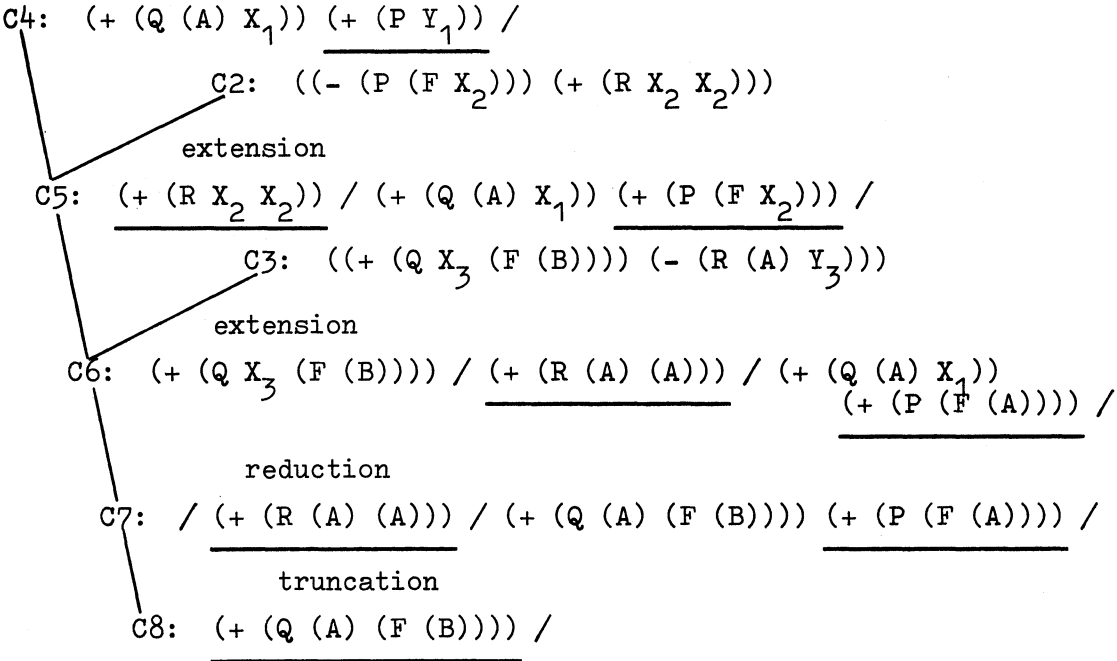 C4: (+ (Q (A) X₁)) (+ (P Y₁)) /
C2: ((- (P (F X₂))) (+ (R X₂ X₂)))
extension
C5: (+ (R X₂ X₂)) / (+ (Q (A) X₁)) (+ (P (F X₂))) /
C3: ((+ (Q X₃ (F (B)))) (- (R (A) Y₃)))
extension
C6: (+ (Q X₃ (F (B)))) / (+ (R (A) (A))) / (+ (Q (A) X₁))
(+ (P (F (A)))) /
reduction
C7: / (+ (R (A) (A))) / (+ (Q (A) (F (B)))) (+ (P (F (A)))) /
truncation
C8: (+ (Q (A) (F (B)))) /